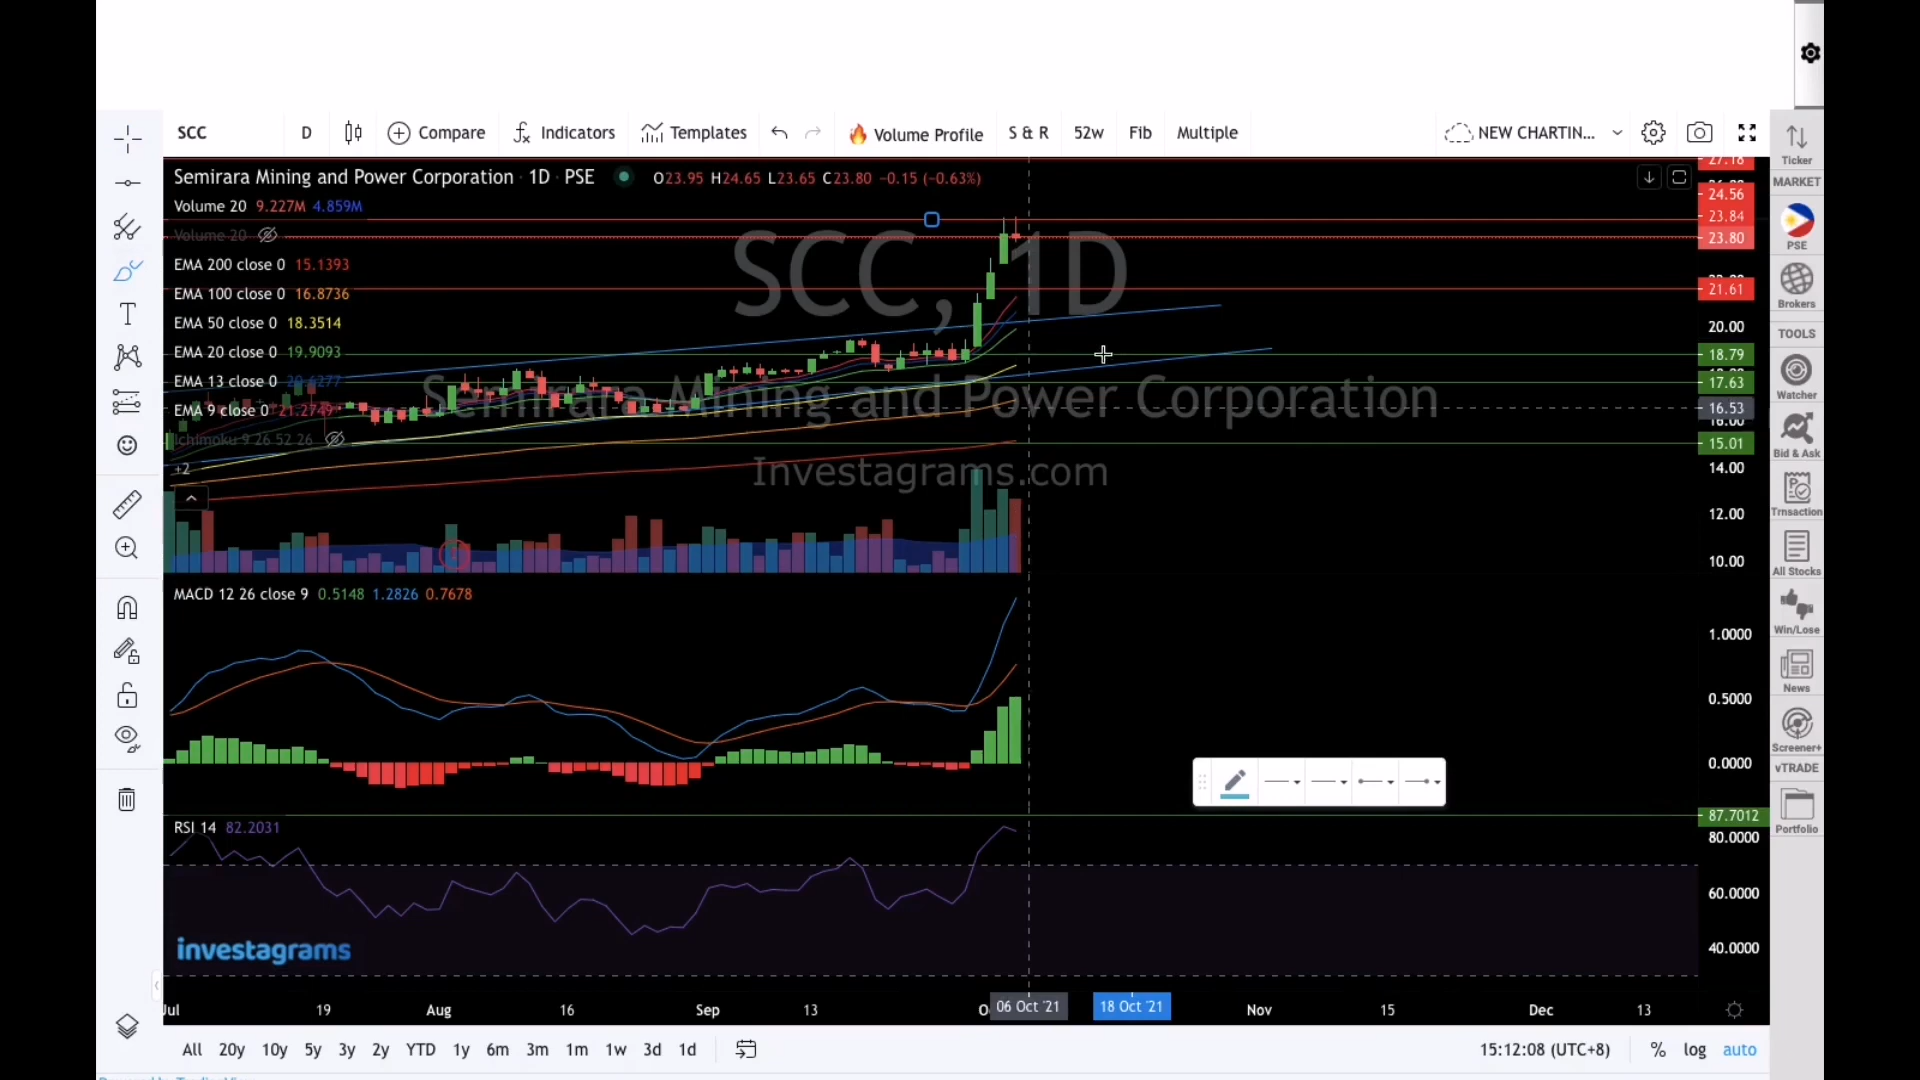 SCC D Compare Indicators Templates Volume Profile S & R 52w Fib Multiple NEW CHARTIN...
Semirara Mining and Power Corporation · 1D · PSE O23.95 H24.65 L23.65 C23.80 −0.15 (−0.63%)
Volume 20 9.227M 4.859M
Volume 20
EMA 200 close 0 15.1393
EMA 100 close 0 16.8736
EMA 50 close 0 18.3514
EMA 20 close 0 19.9093
EMA 13 close 0 20.6277
EMA 9 close 0 21.2749
Ichimoku 9 26 52 26
+2
SCC, 1D
Semirara Mining and Power Corporation
Investagrams.com
27.18
24.56
23.84
23.80
21.61
20.00
18.79
17.63
16.53
16.00
15.01
14.00
12.00
10.00
MACD 12 26 close 9 0.5148 1.2826 0.7678
1.0000
0.5000
0.0000
RSI 14 82.2031
87.7012
80.0000
60.0000
40.0000
investagrams
19 Aug 16 Sep 13 06 Oct '21 18 Oct '21 Nov 15 Dec 13
All 20y 10y 5y 3y 2y YTD 1y 6m 3m 1m 1w 3d 1d 15:12:08 (UTC+8) % log auto
Ticker
MARKET
PSE
Brokers
TOOLS
Watcher
Bid & Ask
Trnsaction
All Stocks
Win/Lose
News
Screener+
vTRADE
Portfolio